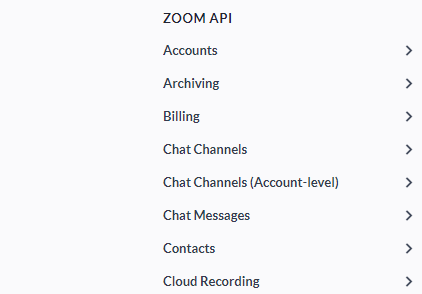 ZOOM API
Accounts
Archiving
Billing
Chat Channels
Chat Channels (Account-level)
Chat Messages
Contacts
Cloud Recording